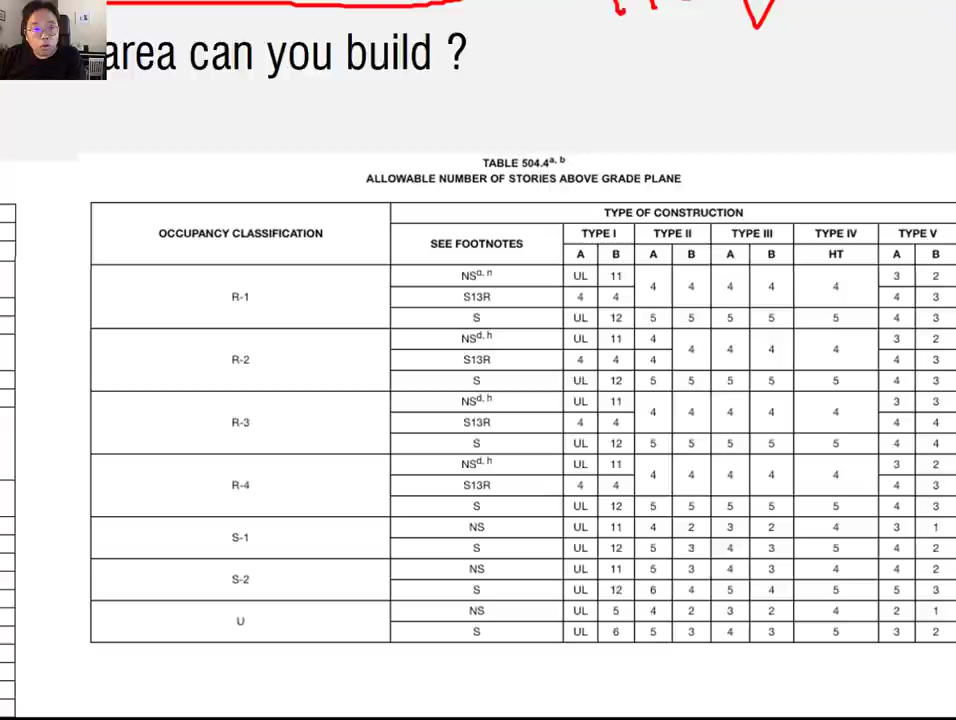 area can you build ?
TABLE 504.4a, b
ALLOWABLE NUMBER OF STORIES ABOVE GRADE PLANE
OCCUPANCY CLASSIFICATION TYPE OF CONSTRUCTION
SEE FOOTNOTES TYPE I TYPE II TYPE III TYPE IV TYPE V
A B A B A B HT A B
R-1 NSa, n UL 11 4 4 4 4 4 3 2
S13R 4 4 4 3
S UL 12 5 5 5 5 5 4 3
R-2 NSd, h UL 11 4 4 4 4 4 3 2
S13R 4 4 4 4 3
S UL 12 5 5 5 5 5 4 3
R-3 NSd, h UL 11 4 4 4 4 4 3 3
S13R 4 4 4 4
S UL 12 5 5 5 5 5 4 4
R-4 NSd, h UL 11 4 4 4 4 4 3 2
S13R 4 4 4 3
S UL 12 5 5 5 5 5 4 3
S-1 NS UL 11 4 2 3 2 4 3 1
S UL 12 5 3 4 3 5 4 2
S-2 NS UL 11 5 3 4 3 4 4 2
S UL 12 6 4 5 4 5 5 3
U NS UL 5 4 2 3 2 4 2 1
S UL 6 5 3 4 3 5 3 2